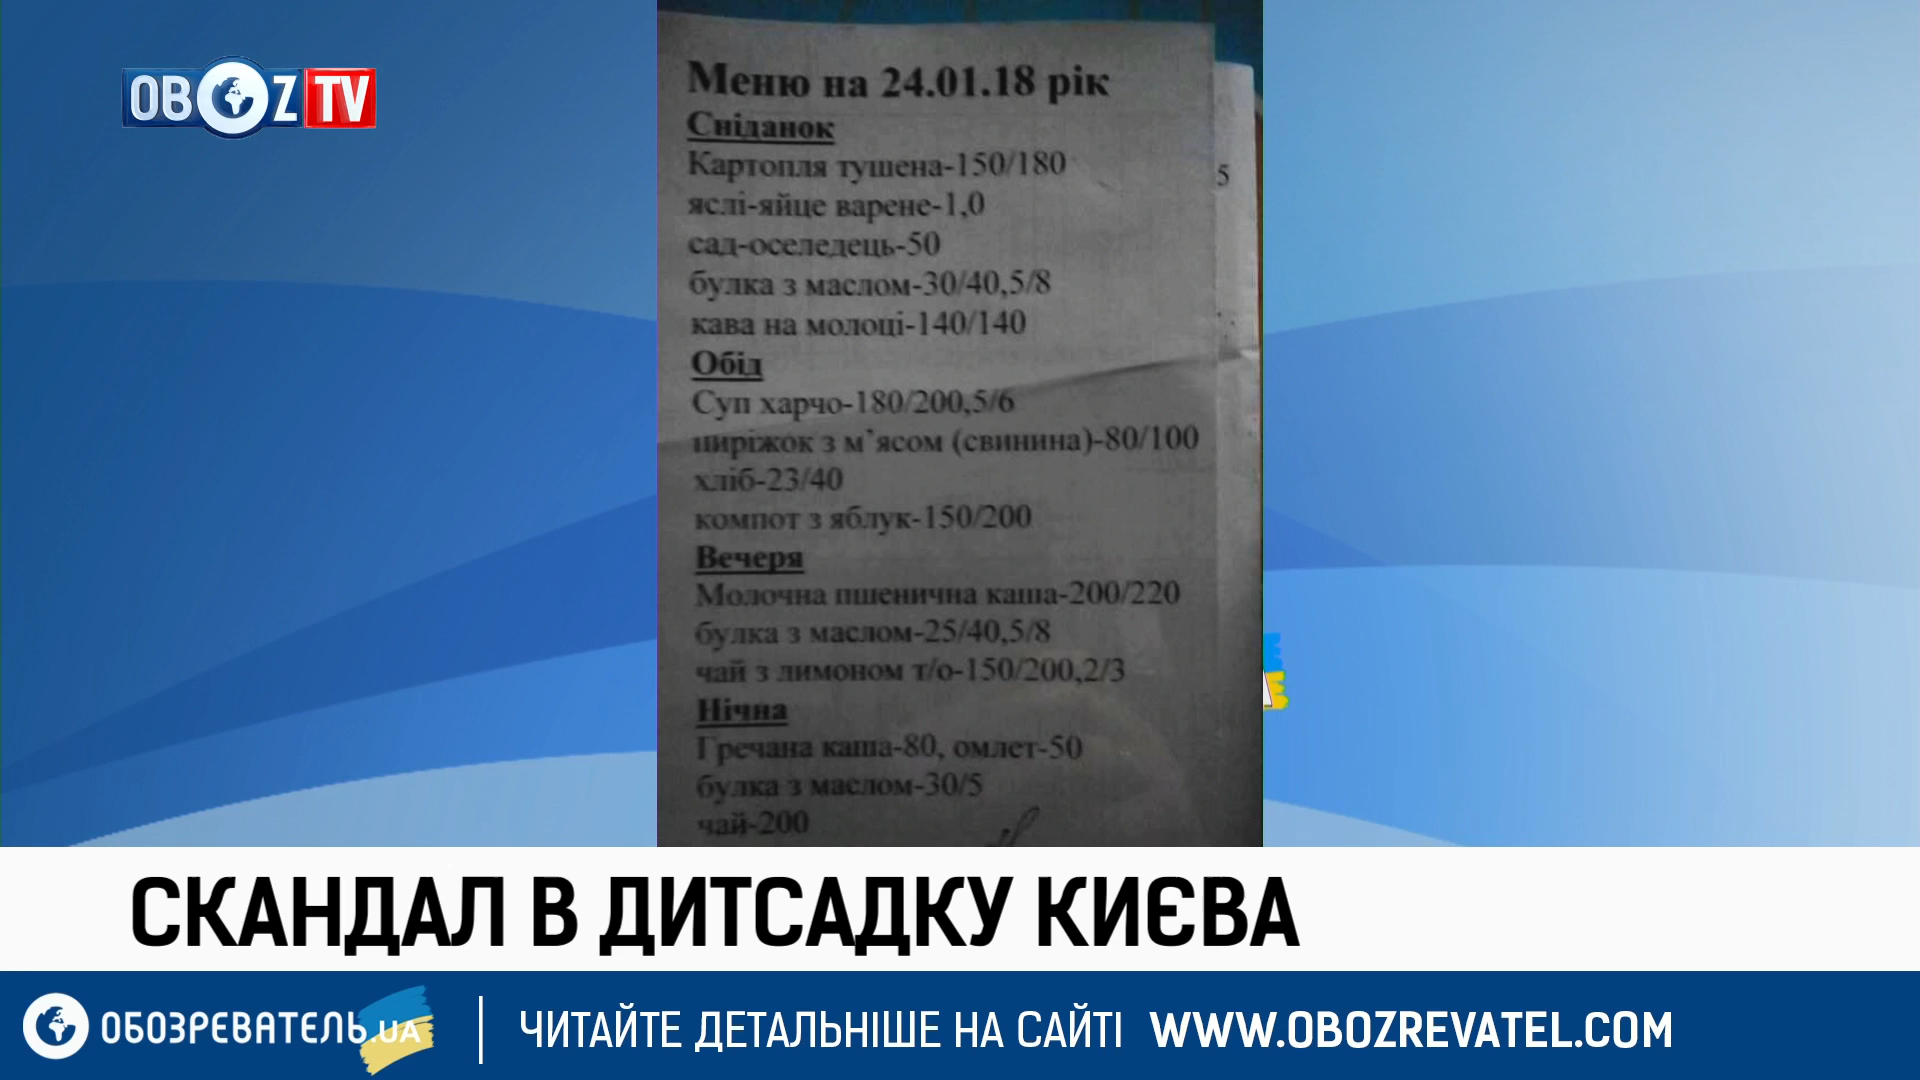 OBOZ TV
Меню на 24.01.18 рік
Сніданок
Картопля тушена-150/180
яслі-яйце варене-1,0
сад-оселедець-50
булка з маслом-30/40,5/8
кава на молоці-140/140
Обід
Суп харчо-180/200,5/6
пиріжок з м’ясом (свинина)-80/100
хліб-23/40
компот з яблук-150/200
Вечеря
Молочна пшенична каша-200/220
булка з маслом-25/40,5/8
чай з лимоном т/о-150/200,2/3
Нічна
Гречана каша-80, омлет-50
булка з маслом-30/5
чай-200
5
СКАНДАЛ В ДИТСАДКУ КИЄВА
ОБОЗРЕВАТЕЛЬ.UA
ЧИТАЙТЕ ДЕТАЛЬНІШЕ НА САЙТІ WWW.OBOZREVATEL.COM